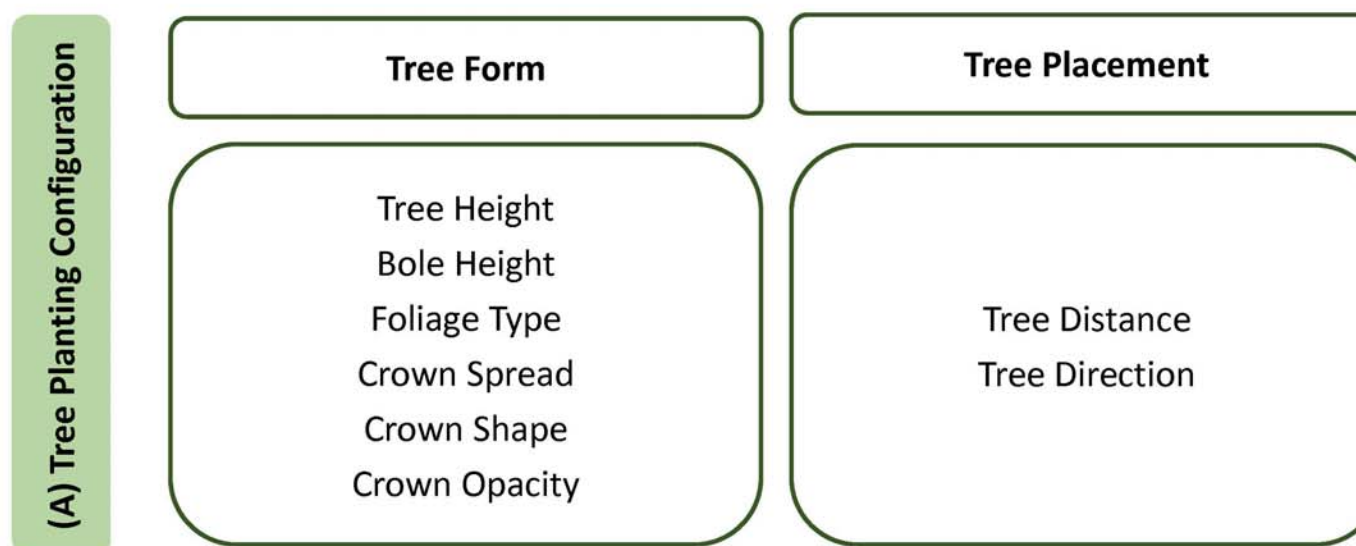 (A) Tree Planting Configuration
Tree Form
Tree Height
Bole Height
Foliage Type
Crown Spread
Crown Shape
Crown Opacity
Tree Placement
Tree Distance
Tree Direction